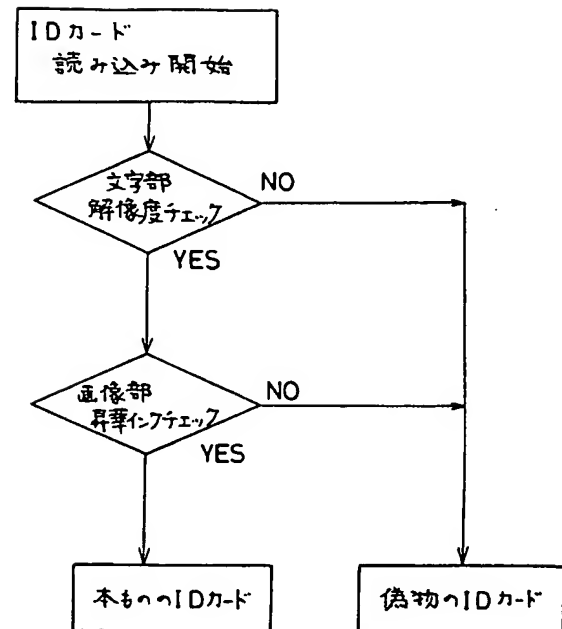 IDカード
読み込み開始
文字部
解像度チェック
NO
YES
画像部
昇華インクチェック
NO
YES
本もののIDカード
偽物のIDカード